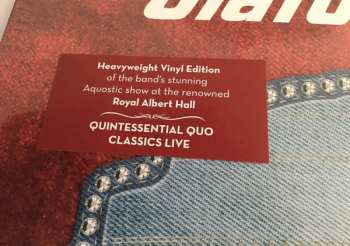 Heavyweight Vinyl Edition
of the band's stunning
Aquostic show at the renowned
Royal Albert Hall
QUINTESSENTIAL QUO
CLASSICS LIVE